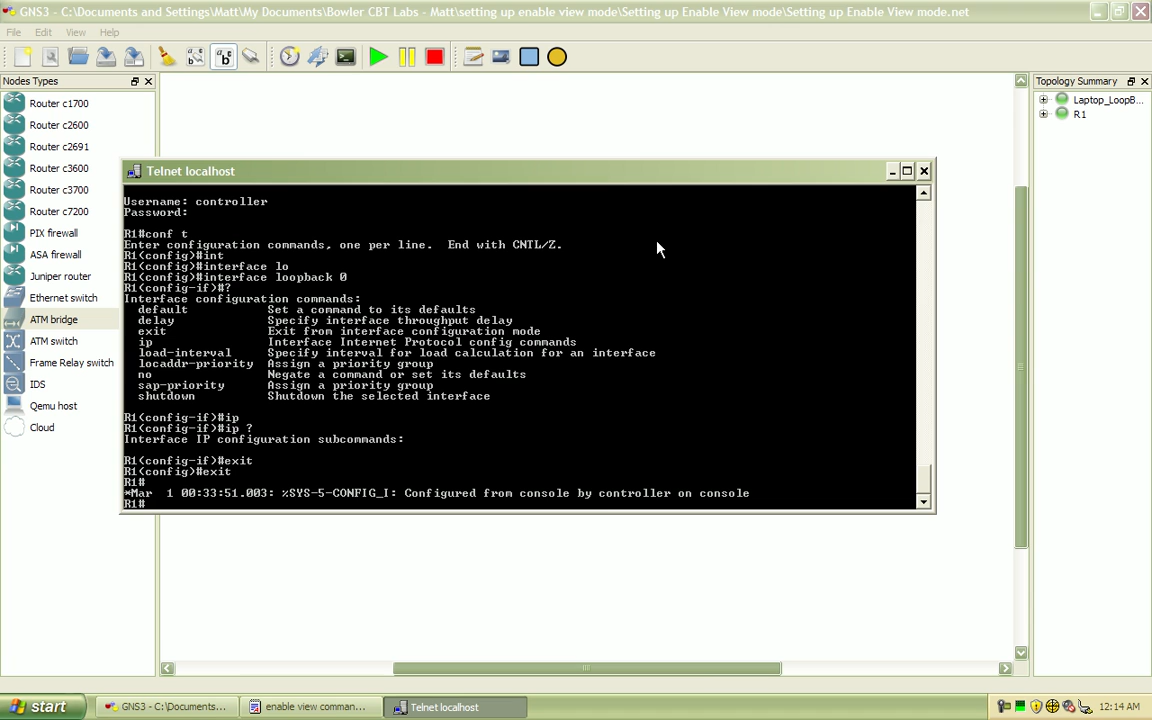 GNS3 - C:\Documents and Settings\Matt\My Documents\Bowler CBT Labs - Matt\setting up enable view mode\Setting up Enable View mode\Setting up Enable View mode.net
File Edit View Help
Nodes Types
Router c1700
Router c2600
Router c2691
Router c3600
Router c3700
Router c7200
PIX firewall
ASA firewall
Juniper router
Ethernet switch
ATM bridge
ATM switch
Frame Relay switch
IDS
Qemu host
Cloud
Telnet localhost
Username: controller
Password:
R1#conf t
Enter configuration commands, one per line.  End with CNTL/Z.
R1(config)#int
R1(config)#interface lo
R1(config)#interface loopback 0
R1(config-if)#?
Interface configuration commands:
default Set a command to its defaults
delay Specify interface throughput delay
exit Exit from interface configuration mode
ip Interface Internet Protocol config commands
load-interval Specify interval for load calculation for an interface
locaddr-priority Assign a priority group
no Negate a command or set its defaults
sap-priority Assign a priority group
shutdown Shutdown the selected interface
R1(config-if)#ip
R1(config-if)#ip ?
Interface IP configuration subcommands:
R1(config-if)#exit
R1(config)#exit
R1#
*Mar  1 00:33:51.003: %SYS-5-CONFIG_I: Configured from console by controller on console
R1#
Topology Summary
Laptop_LoopB...
R1
start
GNS3 - C:\Documents...
enable view comman...
Telnet localhost
12:14 AM